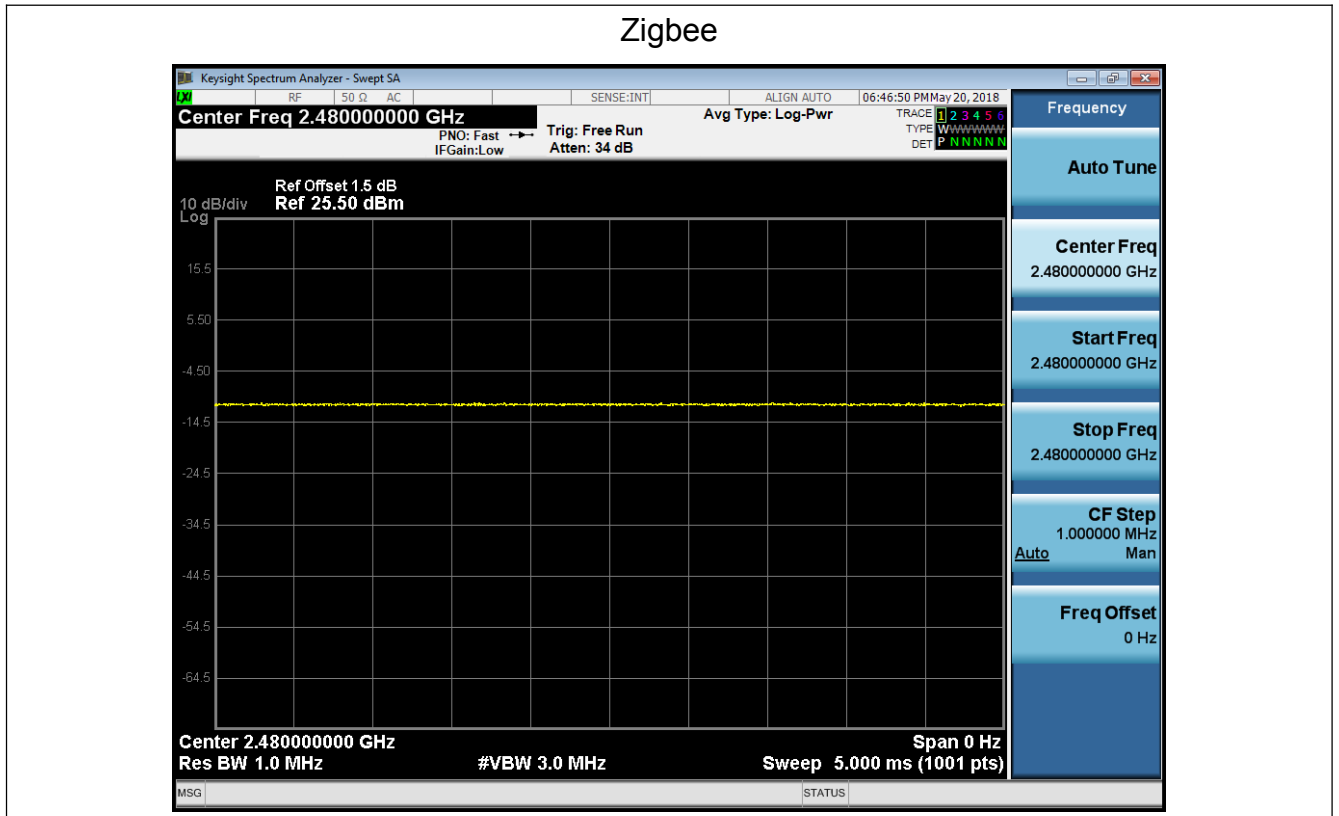 Zigbee
Keysight Spectrum Analyzer - Swept SA
LXI RF 50 Ω AC SENSE:INT ALIGN AUTO 06:46:50 PMMay 20, 2018
Center Freq 2.480000000 GHz
PNO: Fast
IFGain:Low
Trig: Free Run
Atten: 34 dB
Avg Type: Log-Pwr
TRACE 1 2 3 4 5 6
TYPE WWWWWWW
DET P N N N N N
Ref Offset 1.5 dB
10 dB/div Ref 25.50 dBm
Log
15.5
5.50
-4.50
-14.5
-24.5
-34.5
-44.5
-54.5
-64.5
Center 2.480000000 GHz Span 0 Hz
Res BW 1.0 MHz #VBW 3.0 MHz Sweep 5.000 ms (1001 pts)
MSG STATUS
Frequency
Auto Tune
Center Freq
2.480000000 GHz
Start Freq
2.480000000 GHz
Stop Freq
2.480000000 GHz
CF Step
1.000000 MHz
Auto Man
Freq Offset
0 Hz